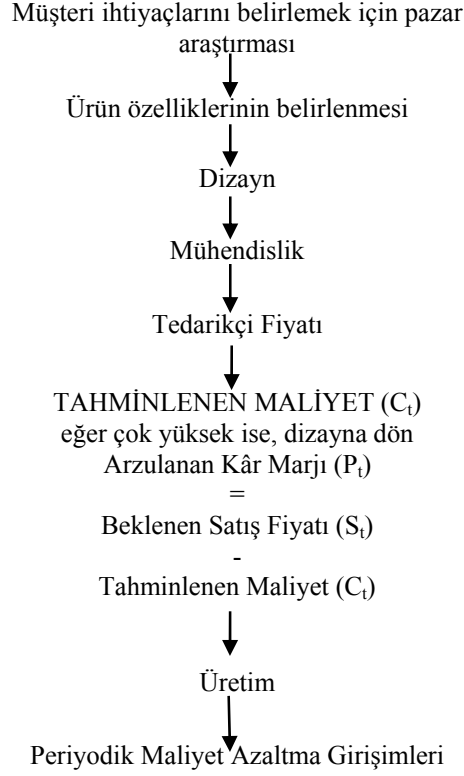 Müşteri ihtiyaçlarını belirlemek için pazar
araştırması
Ürün özelliklerinin belirlenmesi
Dizayn
Mühendislik
Tedarikçi Fiyatı
TAHMİNLENEN MALİYET (Cₜ)
eğer çok yüksek ise, dizayna dön
Arzulanan Kâr Marjı (Pₜ)
=
Beklenen Satış Fiyatı (Sₜ)
-
Tahminlenen Maliyet (Cₜ)
Üretim
Periyodik Maliyet Azaltma Girişimleri